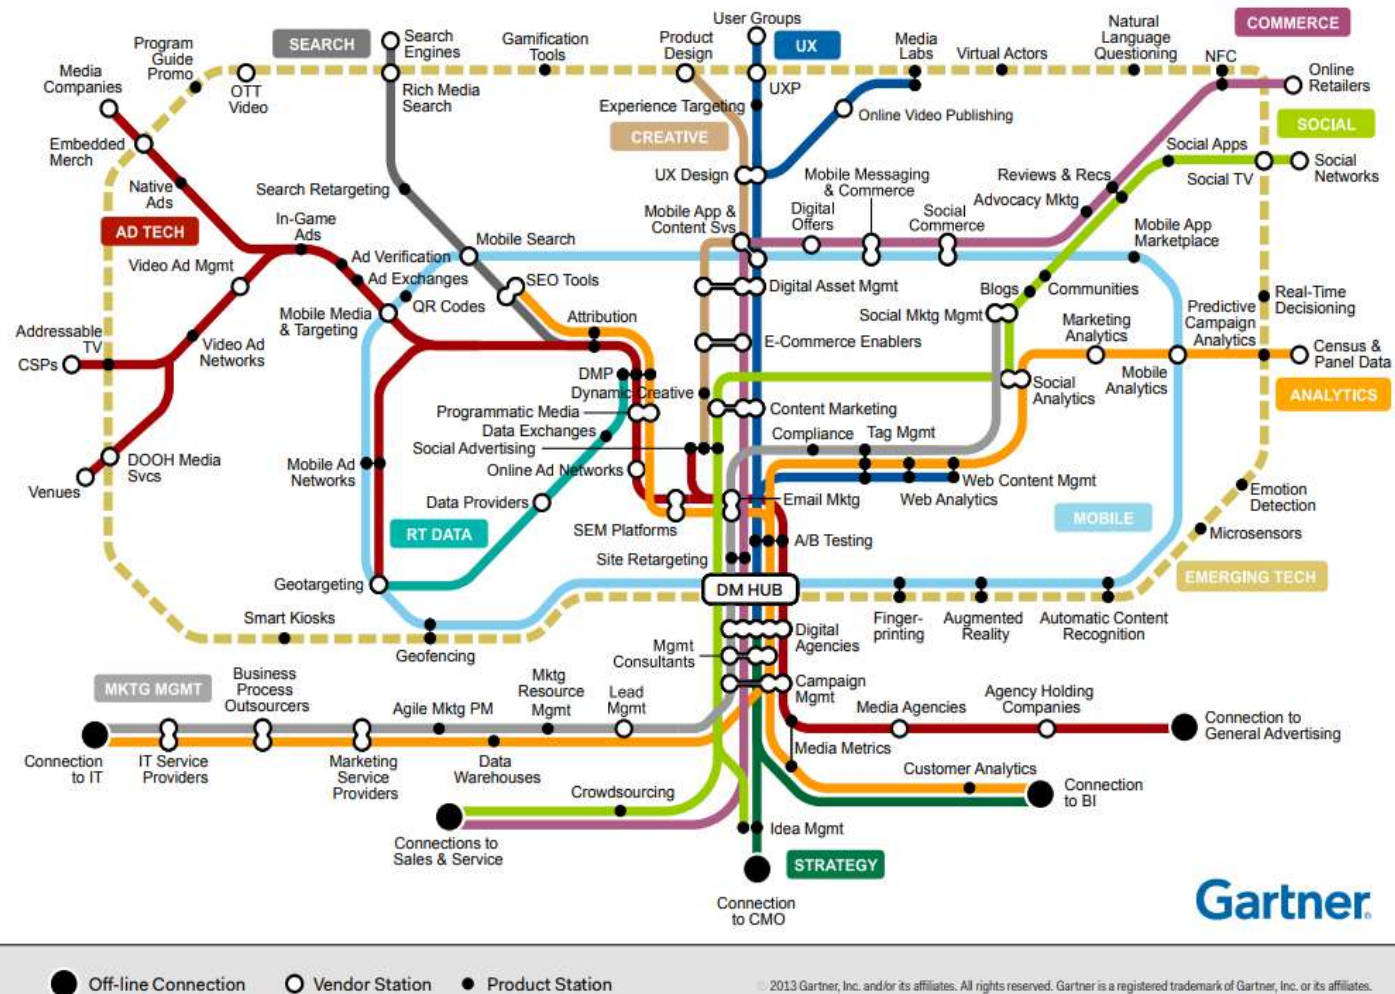 User Groups
SEARCH
Search
Engines
Gamification
Tools
Product
Design
UX
Media
Labs
Virtual Actors
Natural
Language
Questioning
COMMERCE
NFC
Online
Retailers
Program
Guide
Promo
Media
Companies
OTT
Video
Rich Media
Search
UXP
Experience Targeting
Online Video Publishing
CREATIVE
SOCIAL
Embedded
Merch
Native
Ads
Search Retargeting
UX Design
Mobile Messaging
& Commerce
Social Apps
Social TV
Social
Networks
Reviews & Recs
Advocacy Mktg
AD TECH
In-Game
Ads
Mobile App &
Content Svs
Digital
Offers
Social
Commerce
Mobile App
Marketplace
Mobile Search
Ad Verification
Ad Exchanges
QR Codes
Video Ad Mgmt
SEO Tools
Digital Asset Mgmt
Blogs
Communities
Real-Time
Decisioning
Mobile Media
& Targeting
Attribution
Social Mktg Mgmt
Marketing
Analytics
Predictive
Campaign
Analytics
Addressable
TV
CSPs
Video Ad
Networks
E-Commerce Enablers
Census &
Panel Data
Mobile
Analytics
DMP
Dynamic Creative
Social
Analytics
ANALYTICS
Programmatic Media
Content Marketing
Data Exchanges
Compliance
Tag Mgmt
Social Advertising
DOOH Media
Svcs
Venues
Mobile Ad
Networks
Online Ad Networks
Web Content Mgmt
Email Mktg
Web Analytics
Emotion
Detection
Data Providers
RT DATA
SEM Platforms
MOBILE
Microsensors
A/B Testing
Site Retargeting
Geotargeting
DM HUB
EMERGING TECH
Smart Kiosks
Geofencing
Finger-
printing
Augmented
Reality
Automatic Content
Recognition
Digital
Agencies
Mgmt
Consultants
MKTG MGMT
Business
Process
Outsourcers
Mktg
Resource
Mgmt
Lead
Mgmt
Campaign
Mgmt
Agency Holding
Companies
Agile Mktg PM
Media Agencies
Connection to
General Advertising
Connection
to IT
IT Service
Providers
Marketing
Service
Providers
Data
Warehouses
Media Metrics
Customer Analytics
Crowdsourcing
Connection
to BI
Connections to
Sales & Service
Idea Mgmt
STRATEGY
Connection
to CMO
Gartner®
Off-line Connection
Vendor Station
Product Station
© 2013 Gartner, Inc. and/or its affiliates. All rights reserved. Gartner is a registered trademark of Gartner, Inc. or its affiliates.